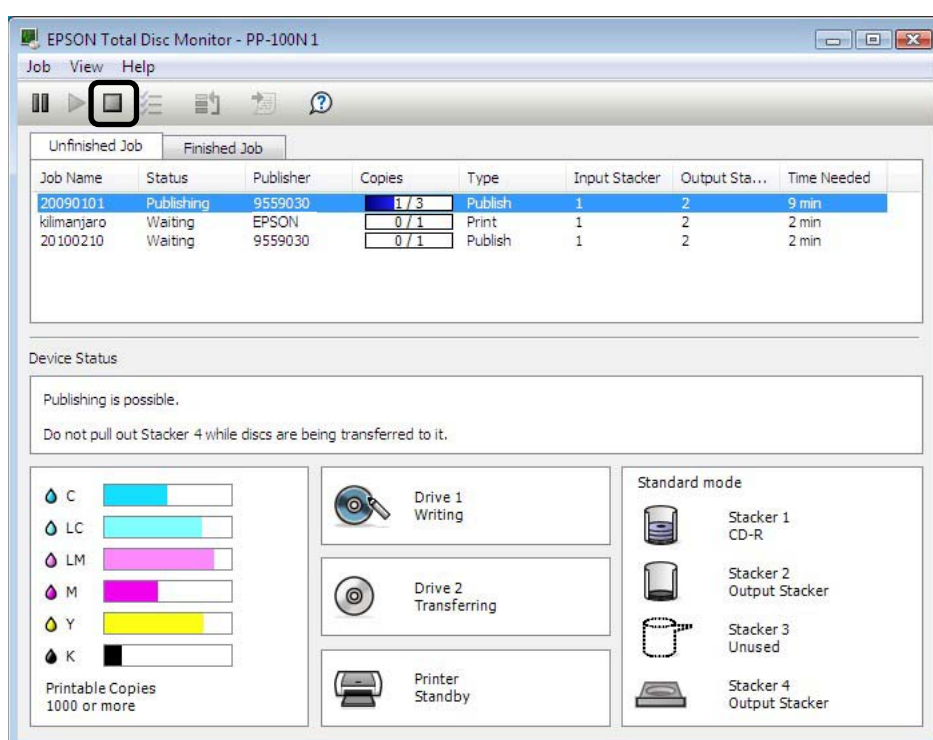 EPSON Total Disc Monitor - PP-100N 1
Job View Help
Unfinished Job Finished Job
Job Name Status Publisher Copies Type Input Stacker Output Sta... Time Needed
20090101 Publishing 9559030 1 / 3 Publish 1 2 9 min
kilimanjaro Waiting EPSON 0 / 1 Print 1 2 2 min
20100210 Waiting 9559030 0 / 1 Publish 1 2 2 min
Device Status
Publishing is possible.
Do not pull out Stacker 4 while discs are being transferred to it.
C
LC
LM
M
Y
K
Printable Copies
1000 or more
Drive 1
Writing
Drive 2
Transferring
Printer
Standby
Standard mode
Stacker 1
CD-R
Stacker 2
Output Stacker
Stacker 3
Unused
Stacker 4
Output Stacker